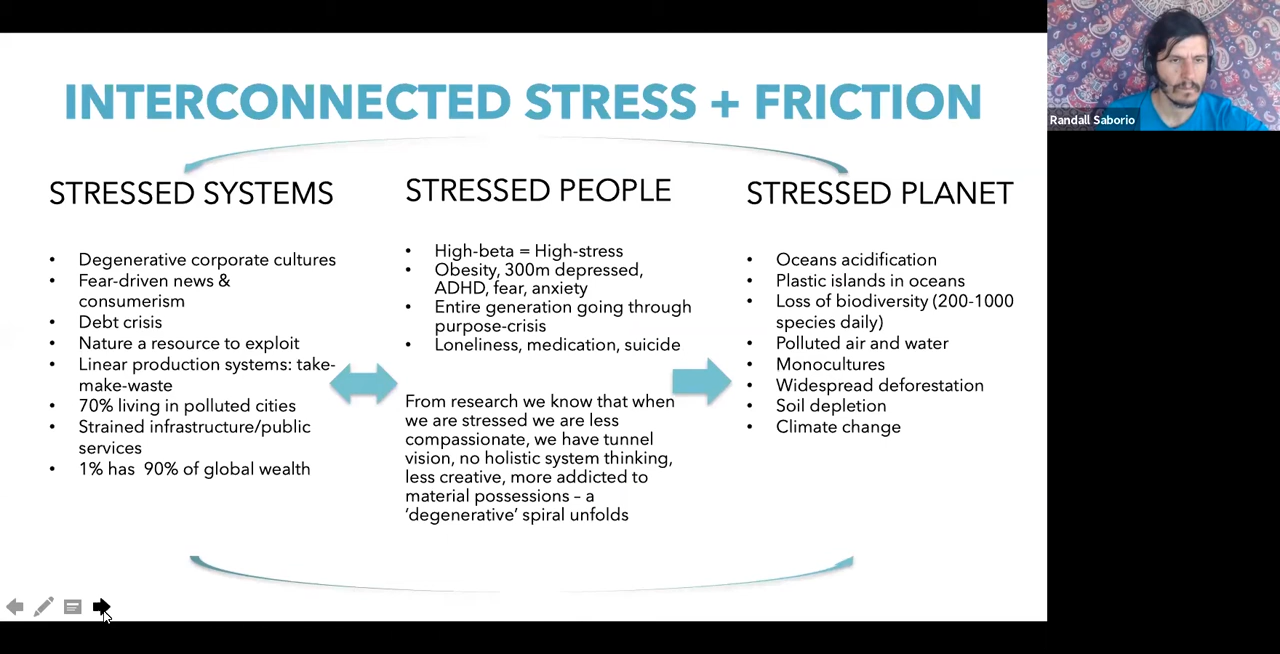 INTERCONNECTED STRESS + FRICTION
Randall Saborio
STRESSED SYSTEMS
• Degenerative corporate cultures
• Fear-driven news &
consumerism
• Debt crisis
• Nature a resource to exploit
• Linear production systems: take-
make-waste
• 70% living in polluted cities
• Strained infrastructure/public
services
• 1% has 90% of global wealth
STRESSED PEOPLE
• High-beta = High-stress
• Obesity, 300m depressed,
ADHD, fear, anxiety
• Entire generation going through
purpose-crisis
• Loneliness, medication, suicide
From research we know that when
we are stressed we are less
compassionate, we have tunnel
vision, no holistic system thinking,
less creative, more addicted to
material possessions – a
‘degenerative’ spiral unfolds
STRESSED PLANET
• Oceans acidification
• Plastic islands in oceans
• Loss of biodiversity (200-1000
species daily)
• Polluted air and water
• Monocultures
• Widespread deforestation
• Soil depletion
• Climate change